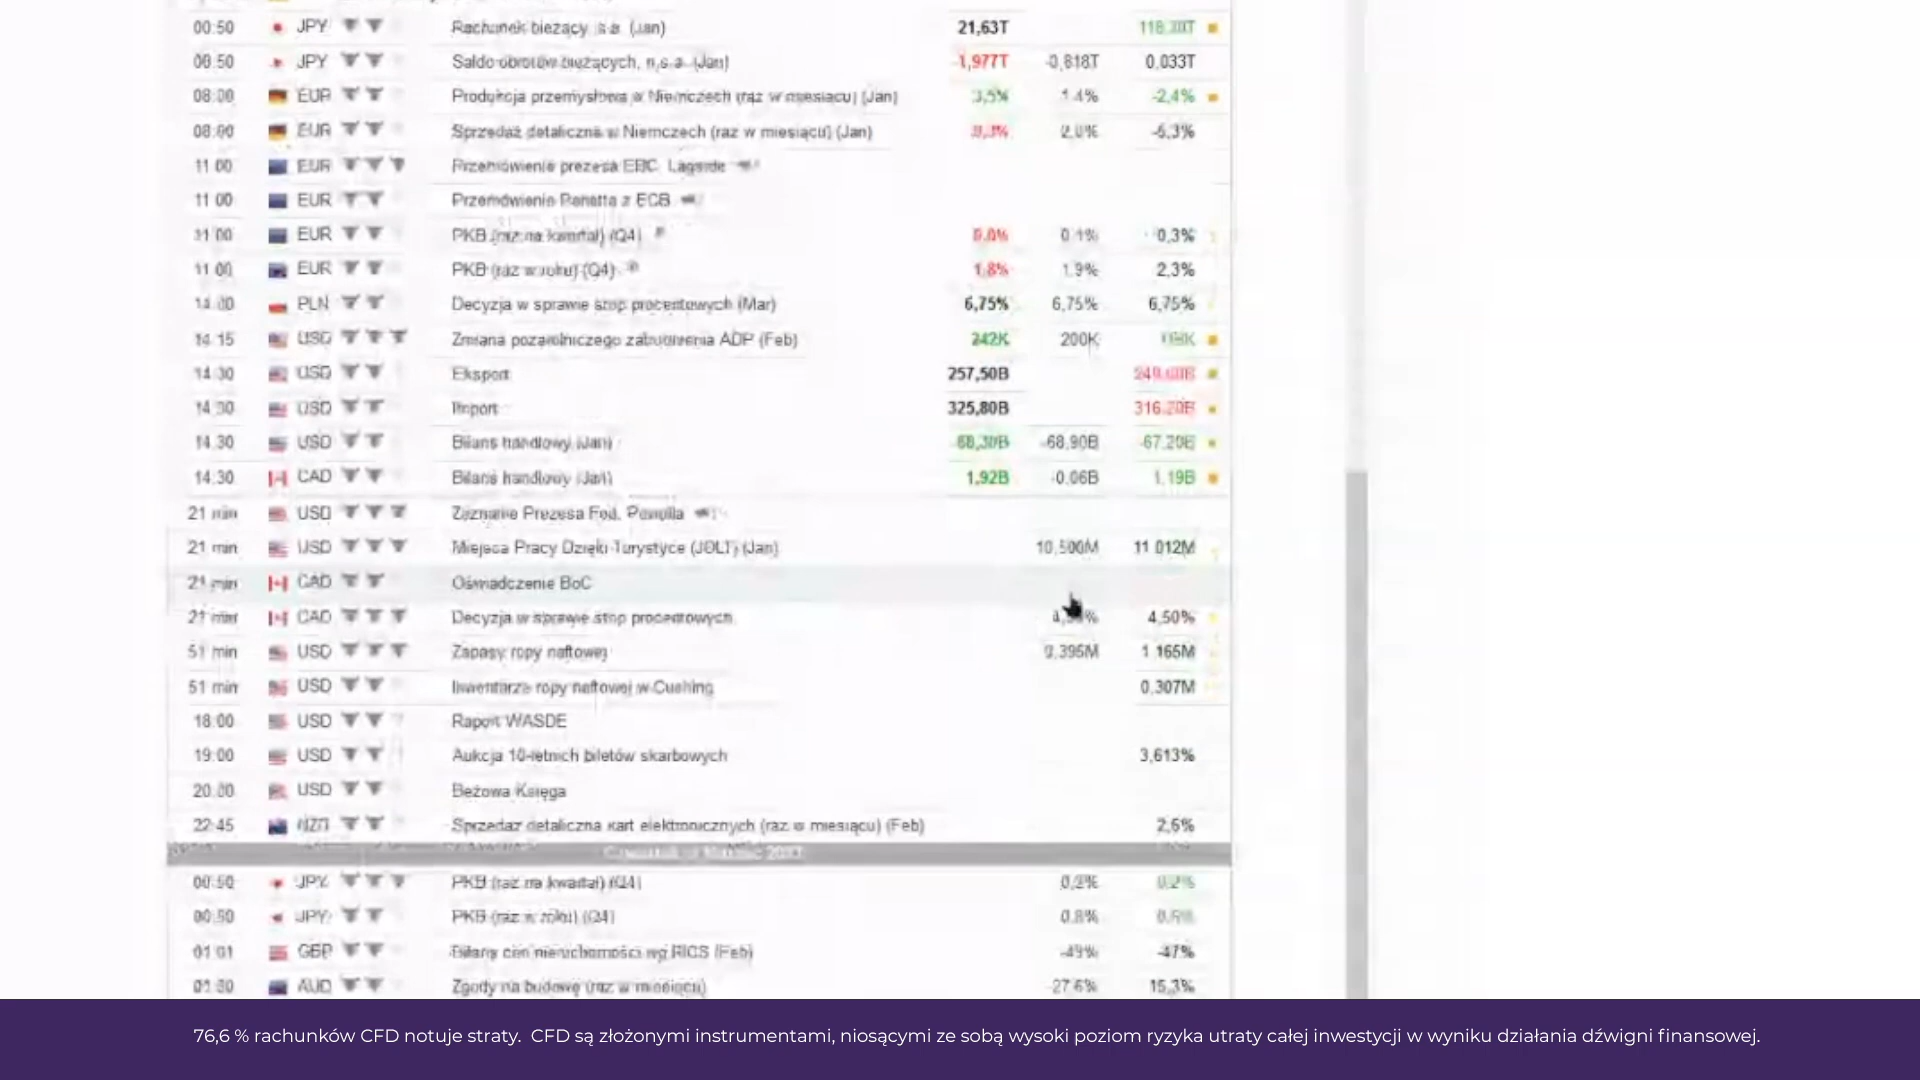 00:50 JPY Rachunek bieżący s.a. (Jan) 21,63T
JPY Saldo obrotów bieżących, n.s.a. (Jan) -1,977T -0,818T 0,033T
08:00 EUR Produkcja przemysłowa w Niemczech (raz w miesiącu) (Jan) 3,5% 1.4% -2,4%
08:00 EUR Sprzedaż detaliczna w Niemczech (raz w miesiącu) (Jan) 2,0% -5,3%
11:00 EUR Przemówienie prezesa EBC,
11:00 EUR Przemówienie Panetta z ECB
EUR PKB (raz na kwartał) (Q4) 0.0% 0.1% 0,3%
11:00 EUR PKB (raz w roku) (Q4) 1,8% 1,9% 2,3%
PLN Decyzja w sprawie stóp procentowych (Mar) 6,75% 6,75% 6,75%
14:15 USD Zmiana pozarolniczego zatrudnienia ADP (Feb) 242K 200K
14:30 USD Eksport 257,50B
14:30 USD Import 325,80B 316.20B
14:30 USD Bilans handlowy (Jan) -68,30B -68,90B -67.20B
14:30 CAD Bilans handlowy (Jan) 1,92B -0.06B 1.19B
21 min USD Zeznanie Prezesa Fed, Powella
21 min USD Miejsca Pracy Dzięki Turystyce (JOLT) (Jan) 10,500M 11.012M
21 min CAD Oświadczenie BoC
21 min CAD Decyzja w sprawie stóp procentowych 4,50%
51 min USD Zapasy ropy naftowej 0.395M 1.165M
51 min USD Inwentarze ropy naftowej w Cushing 0.307M
18:00 USD Raport WASDE
19:00 USD Aukcja 10-letnich biletów skarbowych 3,613%
20:00 USD Beżowa Księga
22:45 NZD Sprzedaż detaliczna kart elektronicznych (raz w miesiącu) (Feb) 2,6%
00:50 JPY PKB (raz na kwartał) (Q4) 0,2% 0,2%
00:50 JPY PKB (raz w roku) (Q4) 0.8%
01:01 GBP Bilans cen nieruchomości wg RICS (Feb) -49% -47%
AUD Zgody na budowę (raz w miesiącu) -27.6% 15,3%
76,6 % rachunków CFD notuje straty. CFD są złożonymi instrumentami, niosącymi ze sobą wysoki poziom ryzyka utraty całej inwestycji w wyniku działania dźwigni finansowej.